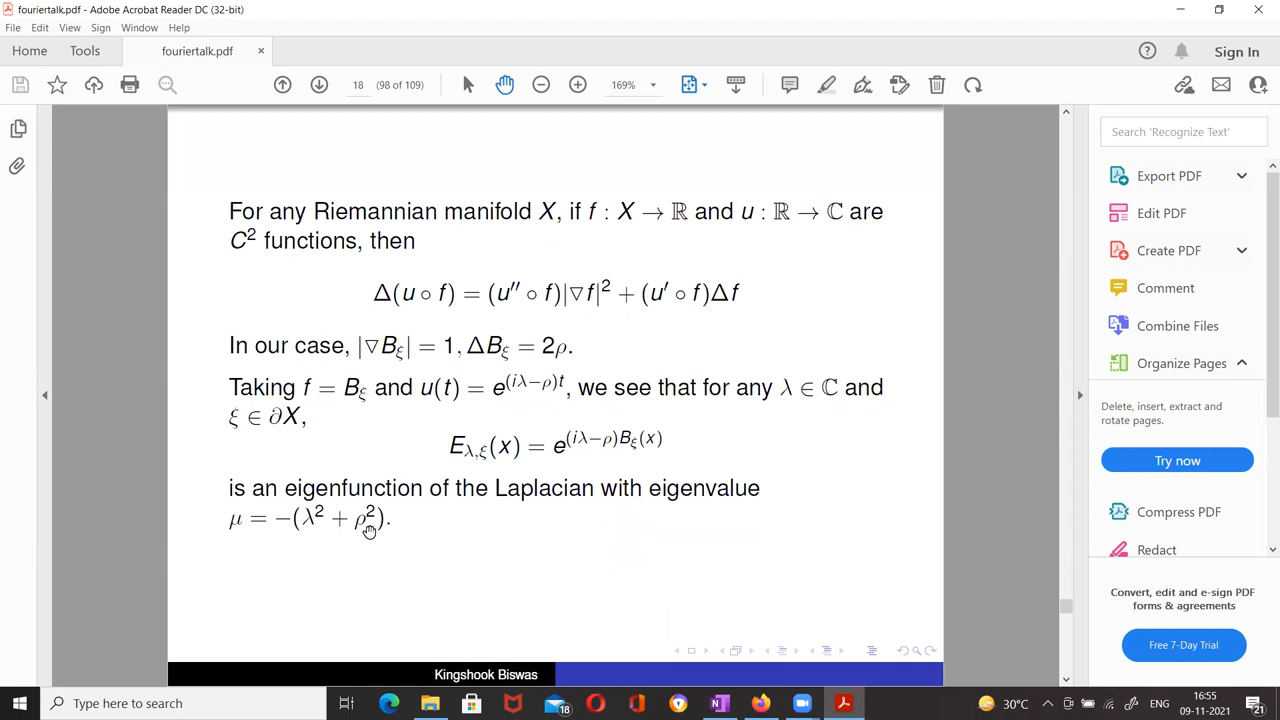 fouriertalk.pdf - Adobe Acrobat Reader DC (32-bit)
File Edit View Sign Window Help
Home Tools fouriertalk.pdf × Sign In
18 (98 of 109) 169%
Search 'Recognize Text'
Export PDF
Edit PDF
Create PDF
Comment
Combine Files
Organize Pages
Delete, insert, extract and
rotate pages.
Try now
Compress PDF
Redact
Convert, edit and e-sign PDF
forms & agreements
Free 7-Day Trial
For any Riemannian manifold X, if f : X → ℝ and u : ℝ → ℂ are
C² functions, then
Δ(u ∘ f) = (u″ ∘ f)|▽f|² + (u′ ∘ f)Δf
In our case, |▽B_ξ| = 1, ΔB_ξ = 2ρ.
Taking f = B_ξ and u(t) = e^{(iλ−ρ)t}, we see that for any λ ∈ ℂ and
ξ ∈ ∂X,
E_{λ,ξ}(x) = e^{(iλ−ρ)B_ξ(x)}
is an eigenfunction of the Laplacian with eigenvalue
μ = −(λ² + ρ²).
Kingshook Biswas
Type here to search
18
30°C
ENG
16:55
09-11-2021
21